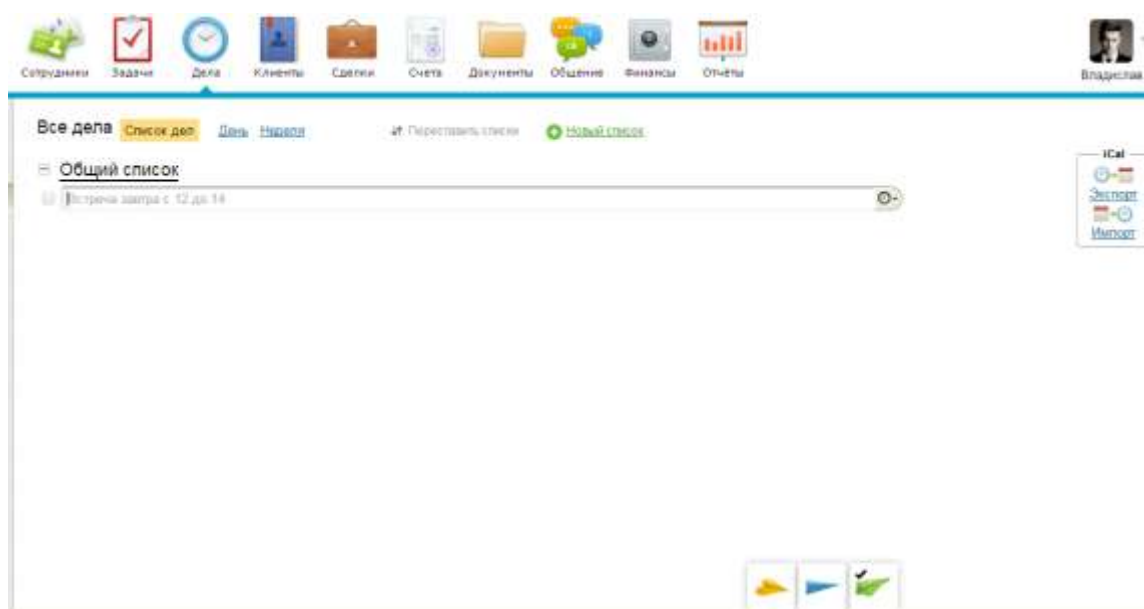 Сотрудники Задачи Дела Клиенты Сделки Счета Документы Общение Финансы Отчёты Владислав
Все дела Список дел День Неделя Переставить списки Новый список
iCal
Общий список
Экспорт
Встреча завтра с 12 до 14
Импорт